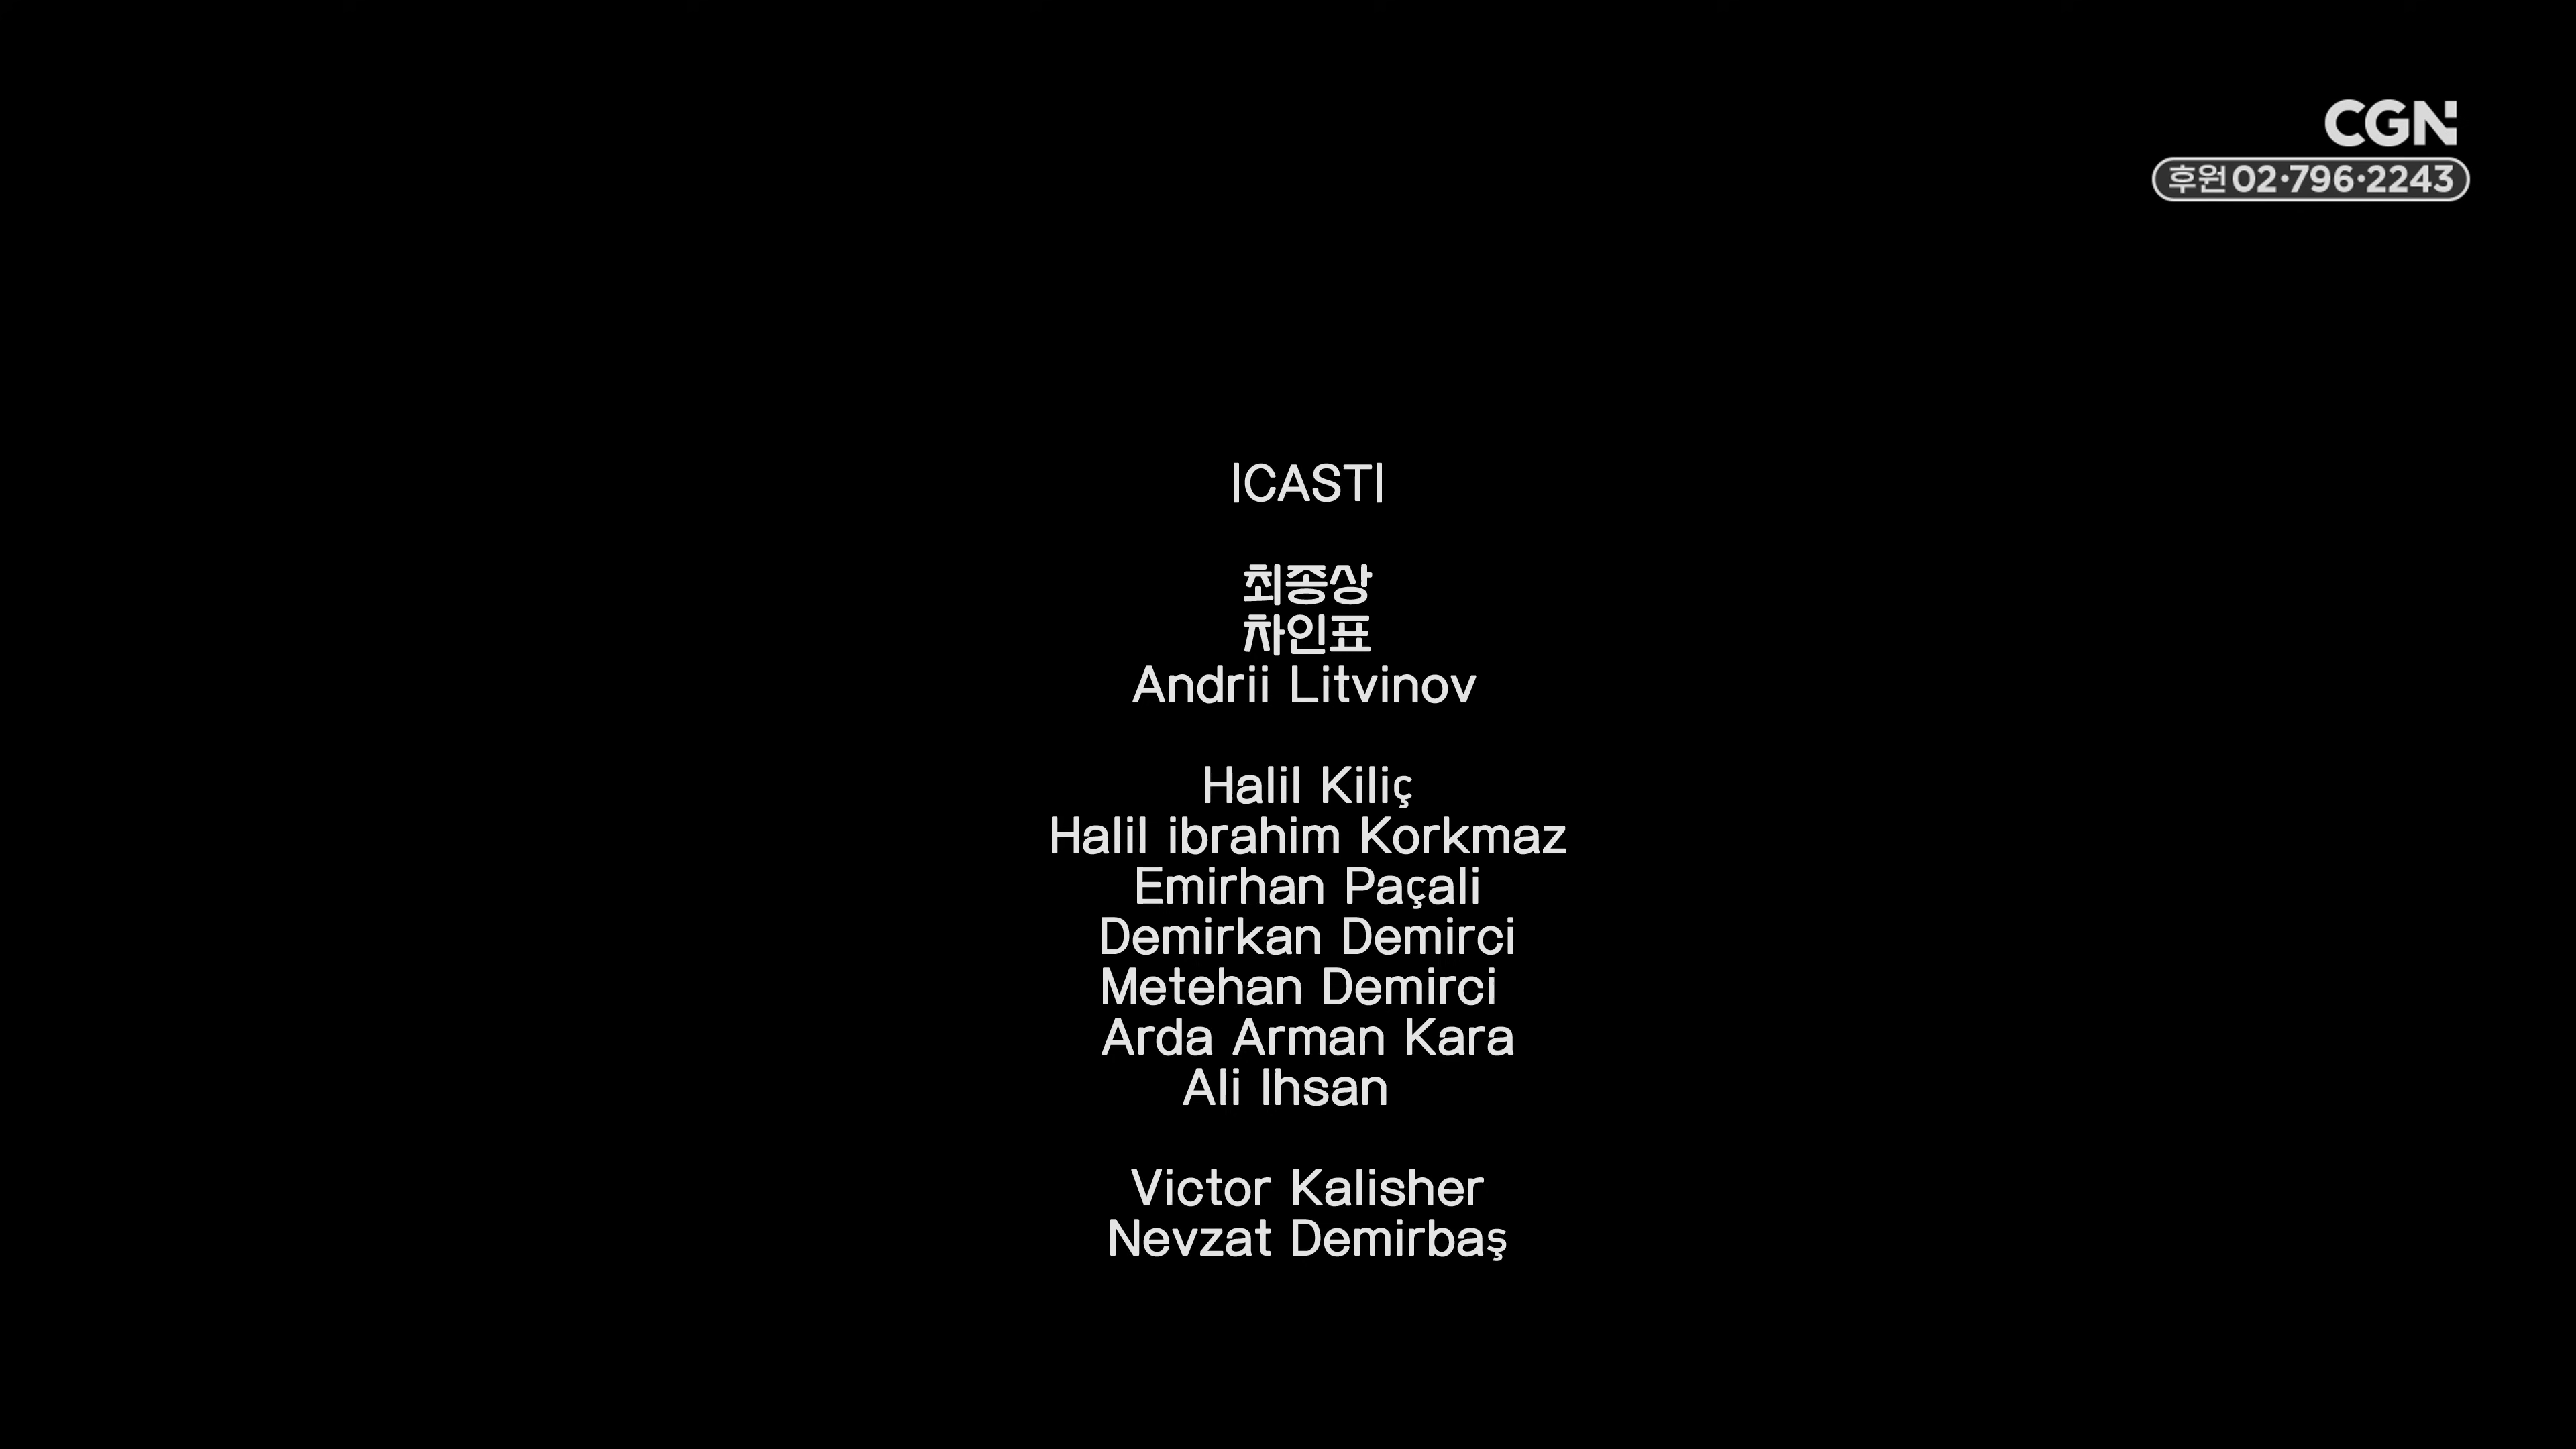 CGN
후원 02·796·2243
|CAST|
최종상
차인표
Andrii Litvinov
Halil Kiliç
Halil ibrahim Korkmaz
Emirhan Paçali
Demirkan Demirci
Metehan Demirci
Arda Arman Kara
Ali Ihsan
Victor Kalisher
Nevzat Demirbaş